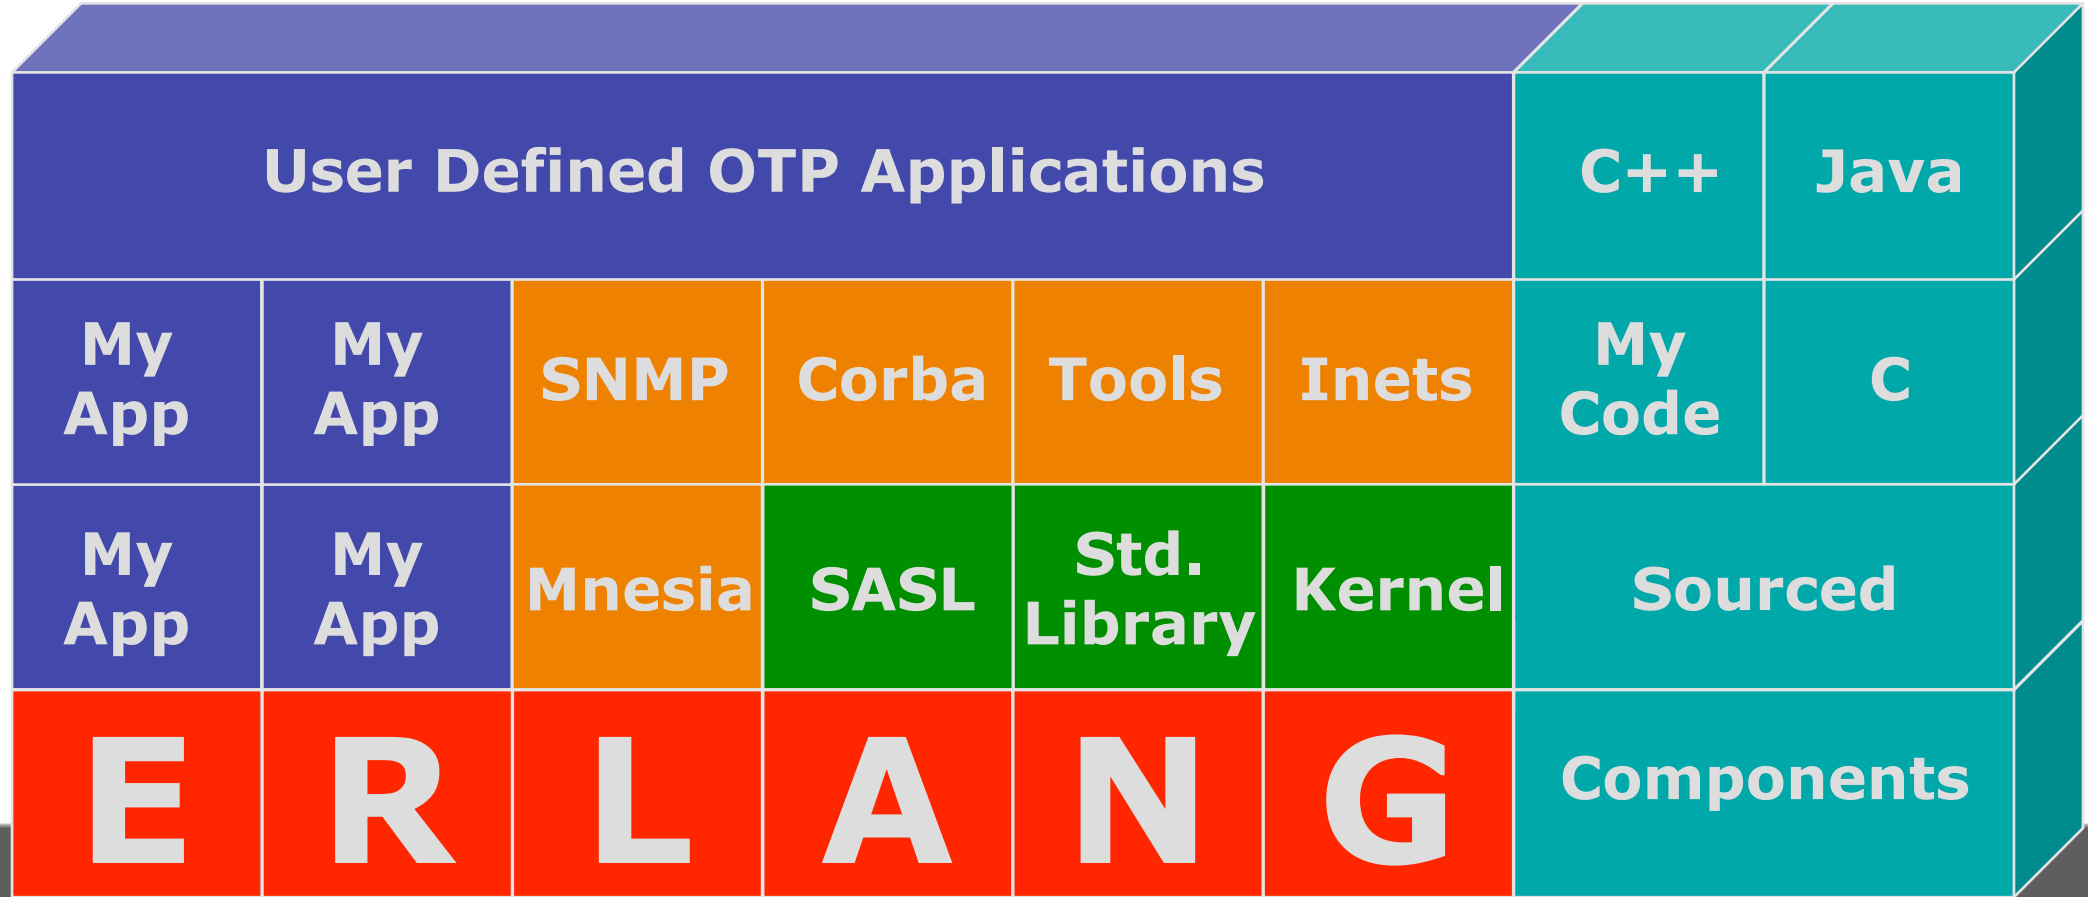 User Defined OTP Applications
C++
Java
My
App
My
App
SNMP
Corba
Tools
Inets
My
Code
C
My
App
My
App
Mnesia
SASL
Std.
Library
Kernel
Sourced
E R L A N G
Components